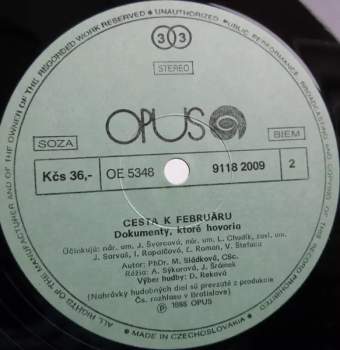 ALL RIGHTS OF THE MANUFACTURER AND OF THE OWNER OF THE RECORDED WORK RESERVED • UNAUTHORIZED PUBLIC PERFORMANCE, BROADCASTING AND COPYING OF THIS RECORD PROHIBITED
33
STEREO
OPUS
SOZA
BIEM
Kčs 36,-
OE 5348
9118 2009
2
CESTA K FEBRUÁRU
Dokumenty, ktoré hovoria
Účinkujú: nár. um. J. Švorcová, nár. um. L. Chudík, zasl. um.
J. Sarvaš, I. Rapaičová, Ľ. Roman, V. Štefuca
Autor: PhDr. M. Sládková, CSc.
Réžia: A. Sýkorová, J. Šrámek
Výber hudby: D. Reková
(Nahrávky hudobných diel sú prevzaté z produkcie
Čs. rozhlasu v Bratislave)
Ⓟ 1988 OPUS
• MADE IN CZECHOSLOVAKIA •